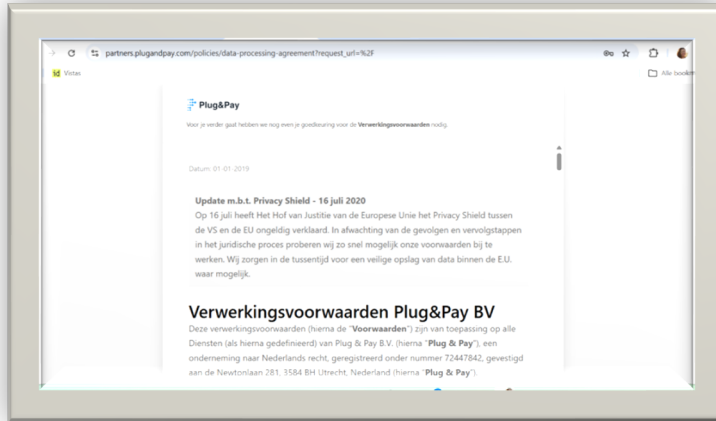 partners.plugandpay.com/policies/data-processing-agreement?request_url=%2F
Vistas
Alle bookm
Plug&Pay
Voor je verder gaat hebben we nog even je goedkeuring voor de Verwerkingsvoorwaarden nodig.
Datum: 01-01-2019
Update m.b.t. Privacy Shield - 16 juli 2020
Op 16 juli heeft Het Hof van Justitie van de Europese Unie het Privacy Shield tussen
de VS en de EU ongeldig verklaard. In afwachting van de gevolgen en vervolgstappen
in het juridische proces proberen wij zo snel mogelijk onze voorwaarden bij te
werken. Wij zorgen in de tussentijd voor een veilige opslag van data binnen de E.U.
waar mogelijk.
Verwerkingsvoorwaarden Plug&Pay BV
Deze verwerkingsvoorwaarden (hierna de "Voorwaarden") zijn van toepassing op alle
Diensten (als hierna gedefinieerd) van Plug & Pay B.V. (hierna "Plug & Pay"), een
onderneming naar Nederlands recht, geregistreerd onder nummer 72447842, gevestigd
aan de Newtonlaan 281, 3584 BH Utrecht, Nederland (hierna "Plug & Pay").